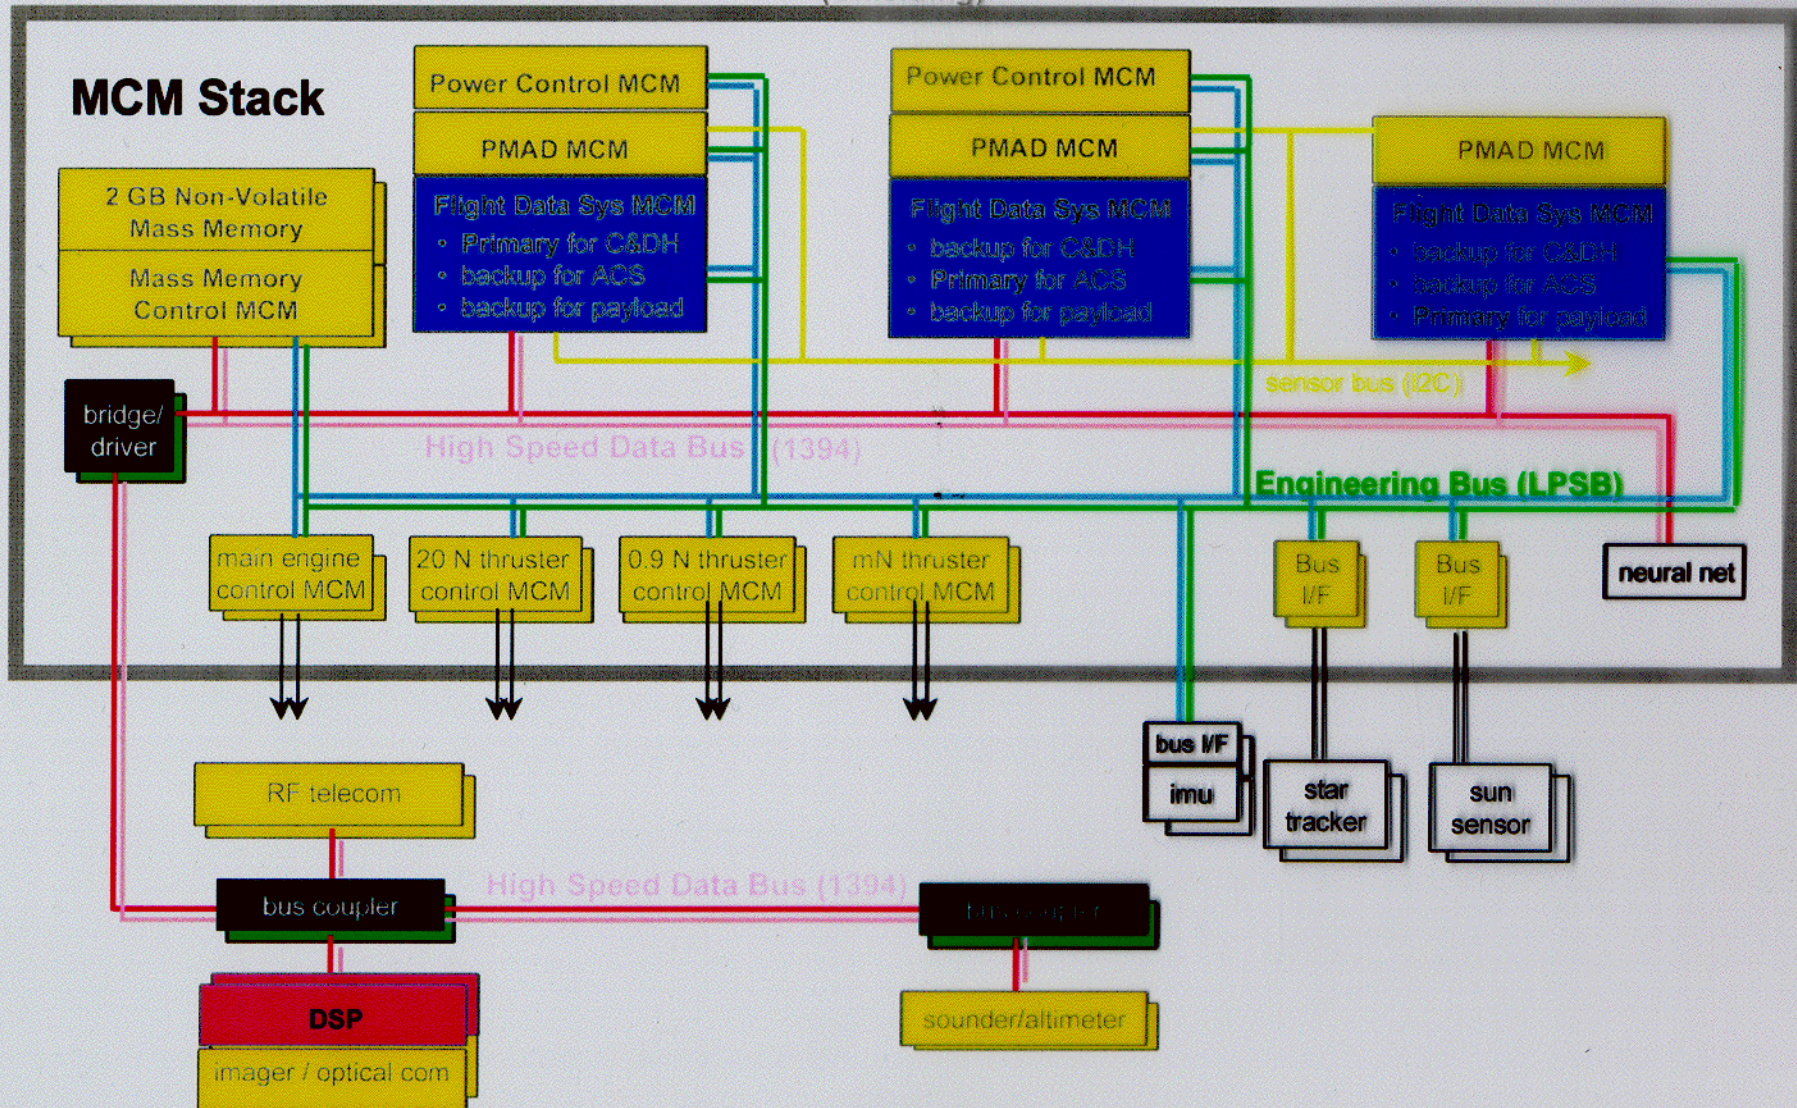 MCM Stack
Power Control MCM
PMAD MCM
Flight Data Sys MCM
• Primary for C&DH
• backup for ACS
• backup for payload
Power Control MCM
PMAD MCM
Flight Data Sys MCM
• backup for C&DH
• Primary for ACS
• backup for payload
PMAD MCM
Flight Data Sys MCM
• backup for C&DH
• backup for ACS
• Primary for payload
2 GB Non-Volatile
Mass Memory
Mass Memory
Control MCM
sensor bus (I2C)
bridge/
driver
High Speed Data Bus (1394)
Engineering Bus (LPSB)
main engine
control MCM
20 N thruster
control MCM
0.9 N thruster
control MCM
mN thruster
control MCM
Bus
I/F
Bus
I/F
neural net
bus I/F
imu
star
tracker
sun
sensor
RF telecom
bus coupler
High Speed Data Bus (1394)
bus coupler
DSP
imager / optical com
sounder/altimeter